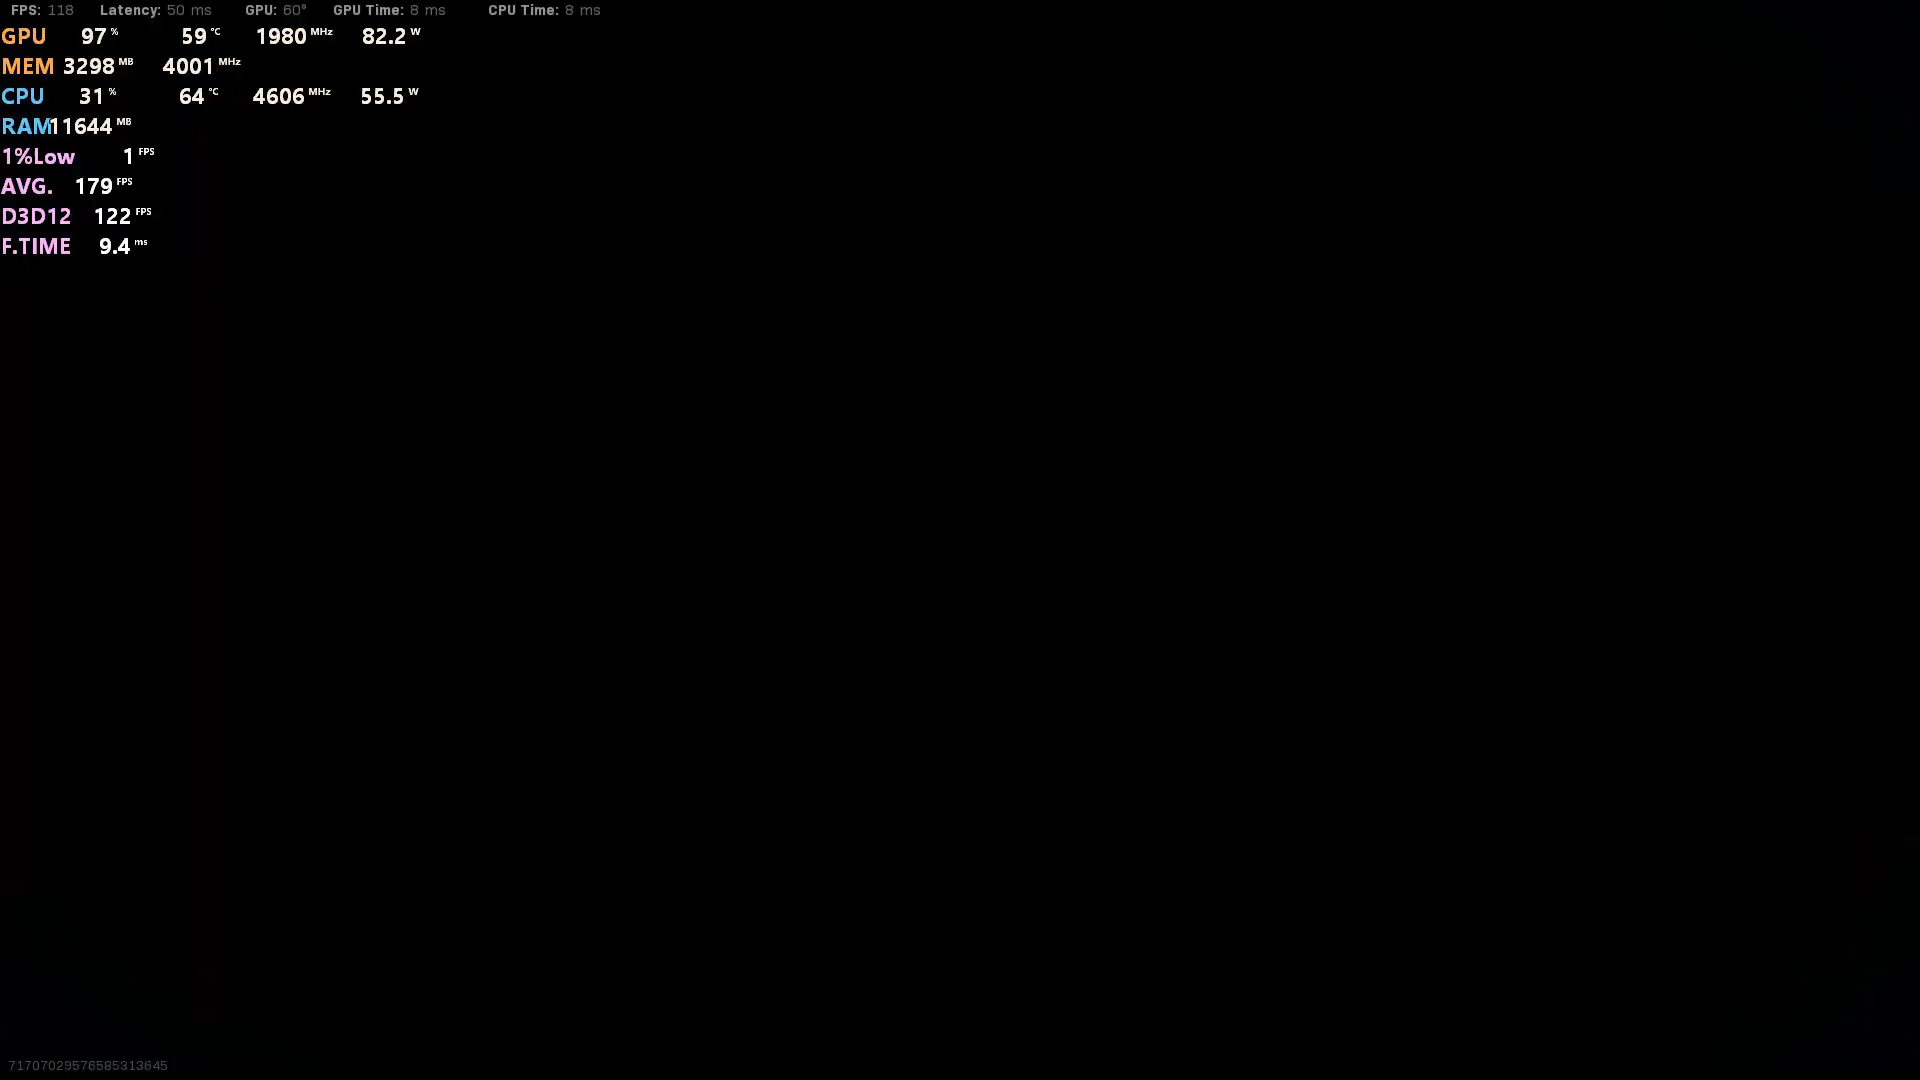 FPS: 118 Latency: 50 ms GPU: 60° GPU Time: 8 ms CPU Time: 8 ms
GPU 97 % 59 °C 1980 MHz 82.2 W
MEM 3298 MB 4001 MHz
CPU 31 % 64 °C 4606 MHz 55.5 W
RAM 11644 MB
1%Low 1 FPS
AVG. 179 FPS
D3D12 122 FPS
F.TIME 9.4 ms
71707029576585313645